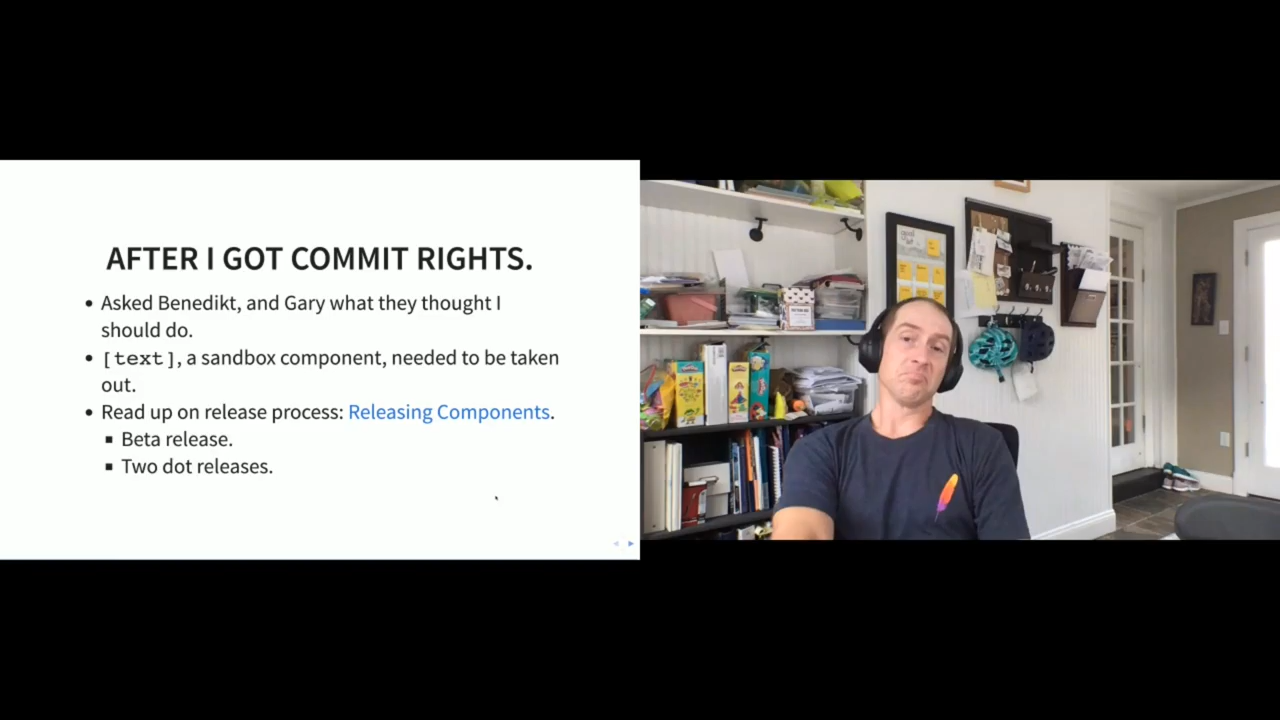 AFTER I GOT COMMIT RIGHTS.
• Asked Benedikt, and Gary what they thought I
should do.
• [text], a sandbox component, needed to be taken
out.
• Read up on release process: Releasing Components.
▪ Beta release.
▪ Two dot releases.